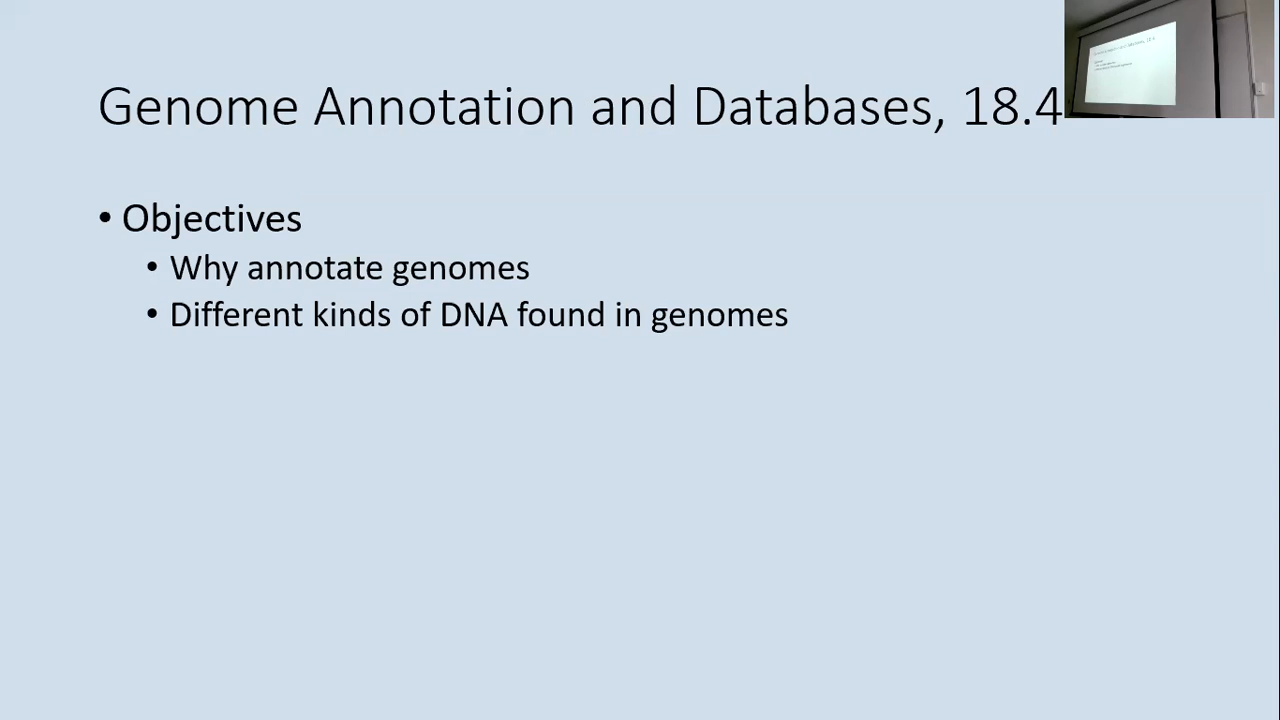 Genome Annotation and Databases, 18.4
• Objectives
• Why annotate genomes
• Different kinds of DNA found in genomes